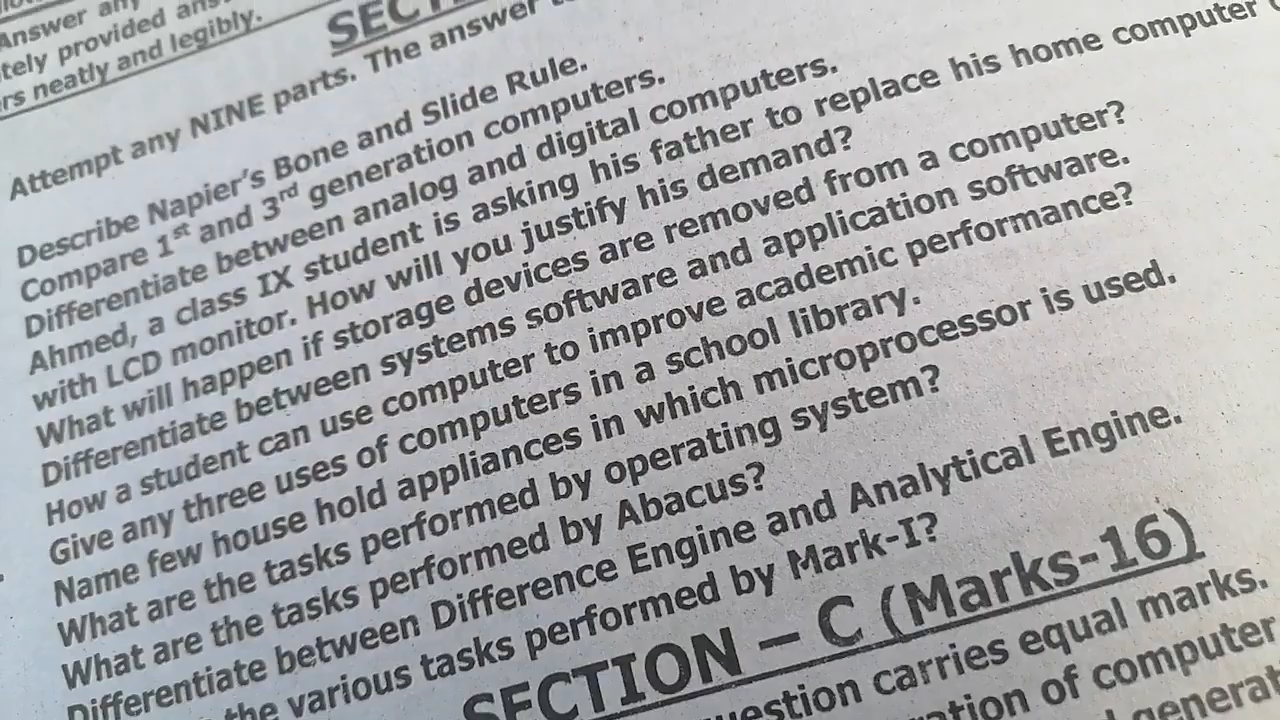 Answer any
tely provided ans
rs neatly and legibly.
SECT
Attempt any NINE parts. The answer
Describe Napier's Bone and Slide Rule.
Compare 1st and 3rd generation computers.
Differentiate between analog and digital computers.
Ahmed, a class IX student is asking his father to replace his home computer
with LCD monitor. How will you justify his demand?
What will happen if storage devices are removed from a computer?
Differentiate between systems software and application software.
How a student can use computer to improve academic performance?
Give any three uses of computers in a school library.
Name few house hold appliances in which microprocessor is used.
What are the tasks performed by operating system?
What are the tasks performed by Abacus?
Differentiate between Difference Engine and Analytical Engine.
the various tasks performed by Mark-I?
SECTION – C (Marks-16)
uestion carries equal marks.
ration of computer
generat